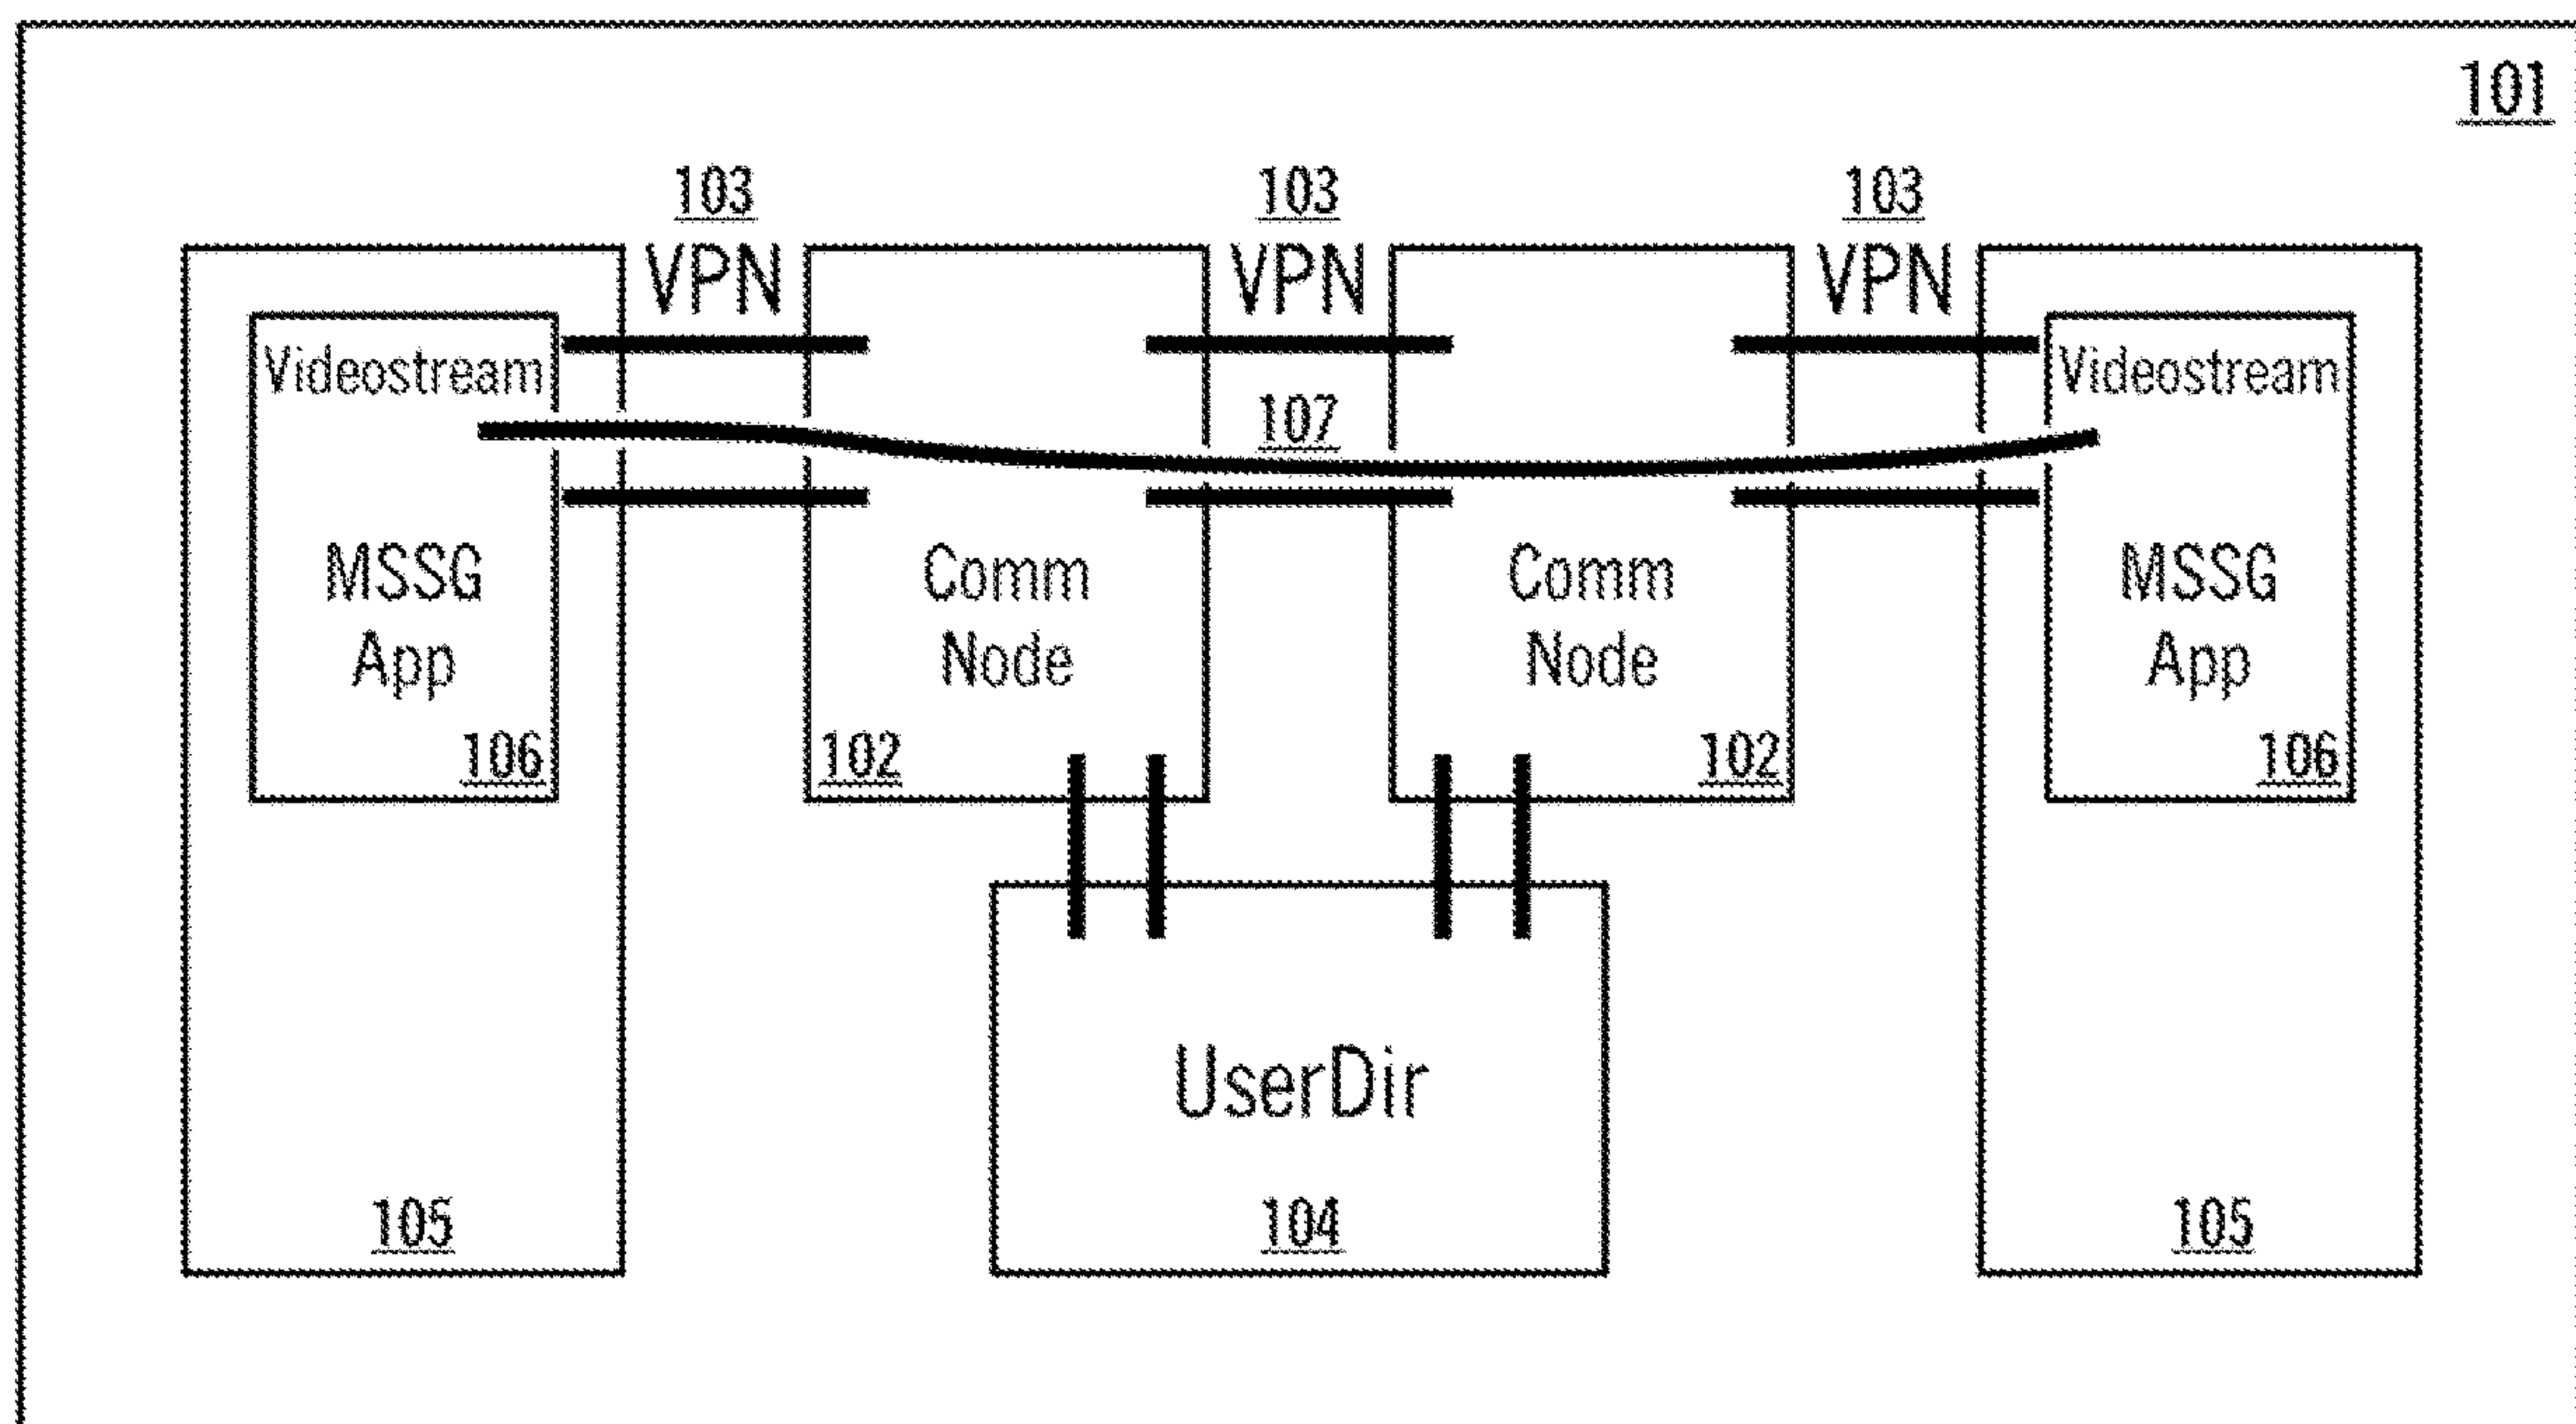 101
103
103
103
VPN
VPN
VPN
Videostream
Videostream
107
MSSG
App
Comm
Node
Comm
Node
MSSG
App
106
102
102
106
UserDir
105
104
105